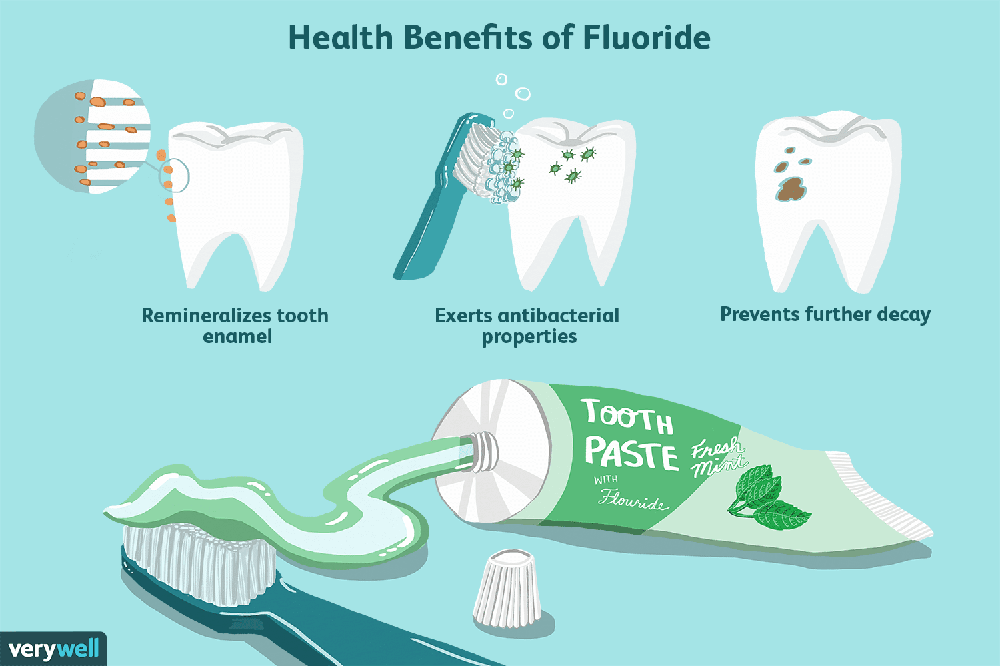 Health Benefits of Fluoride
Remineralizes tooth
enamel
Exerts antibacterial
properties
Prevents further decay
TOOTH
PASTE
WITH
Flouride
Fresh
Mint
verywell